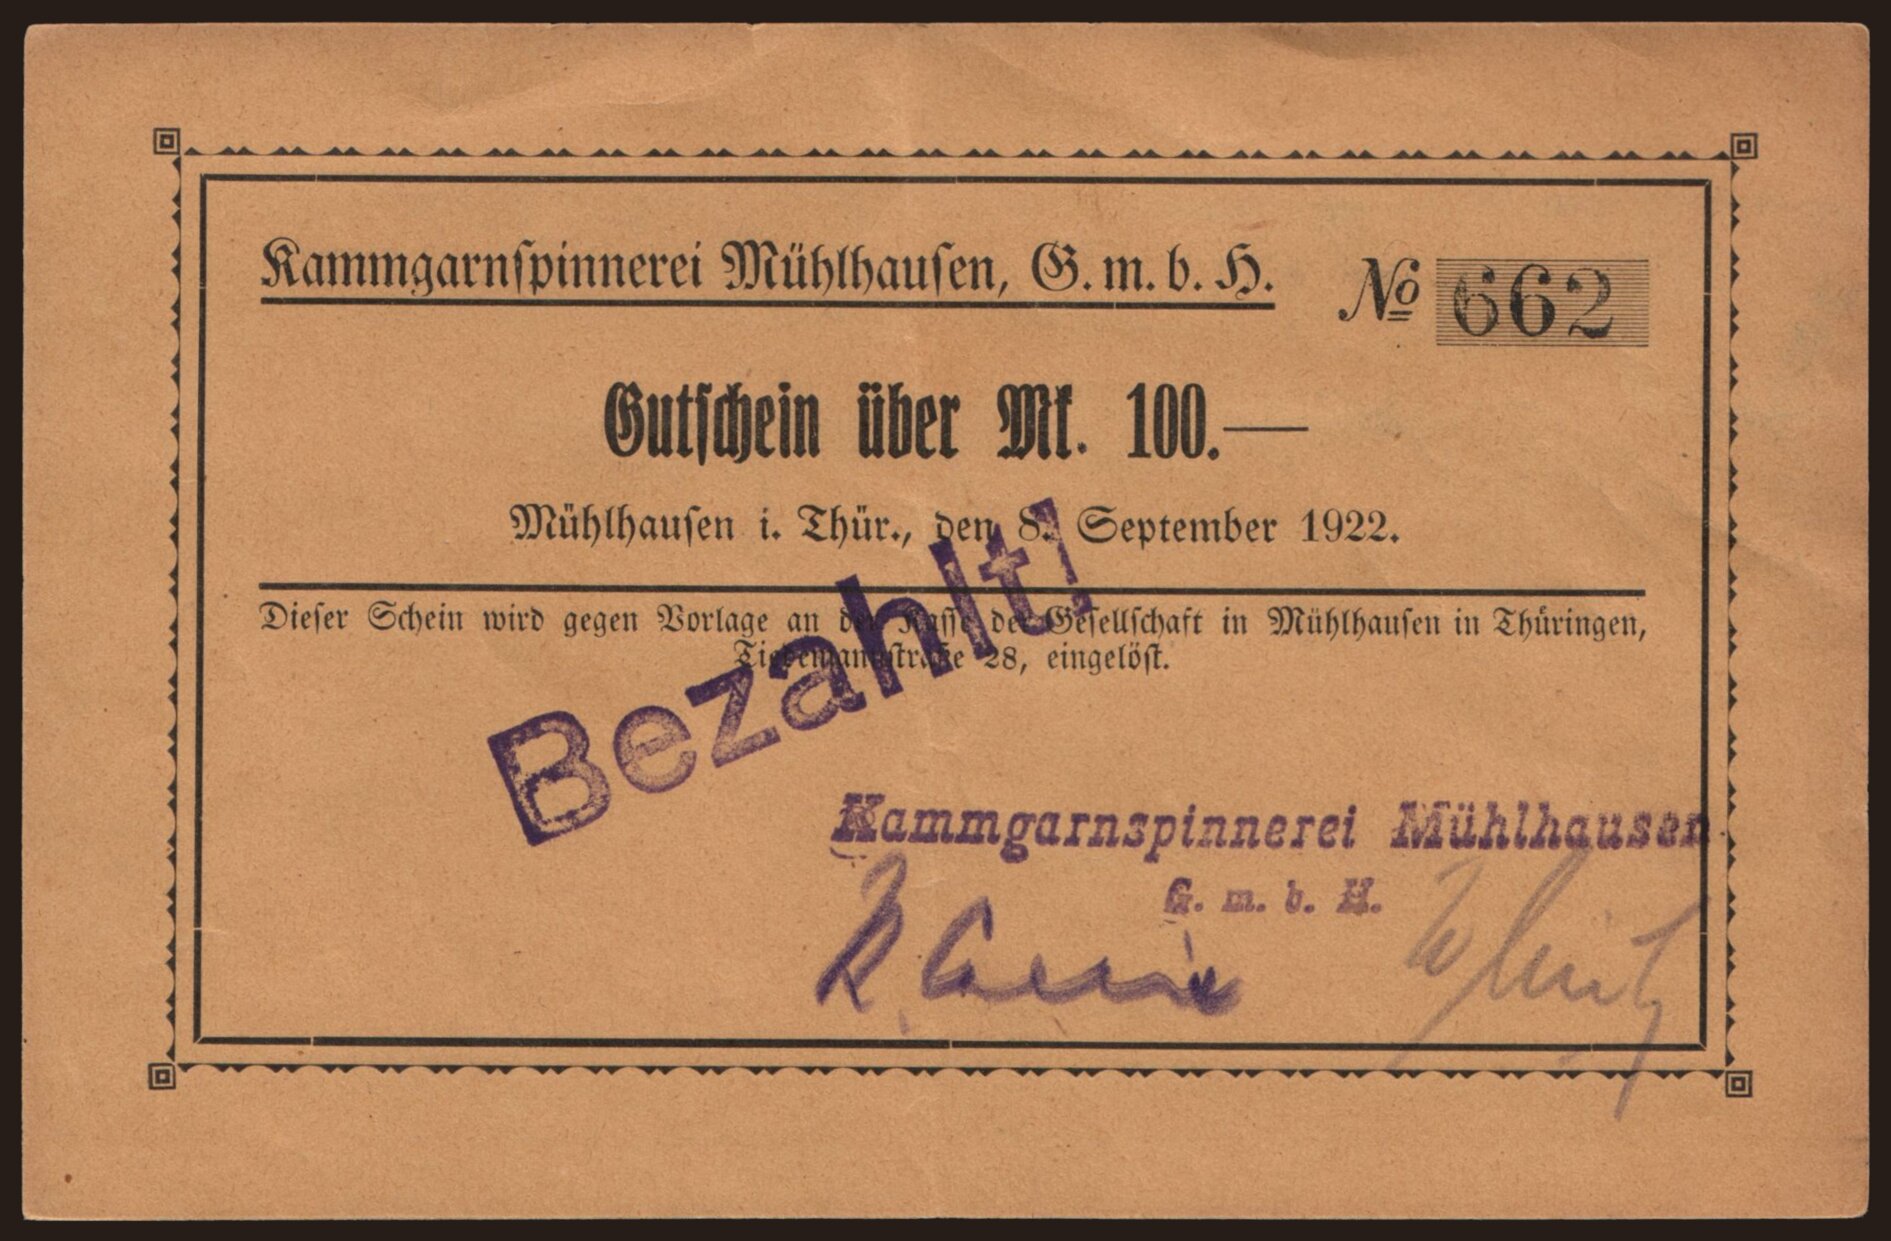 Kammgarnspinnerei Mühlhausen, G. m. b. H. No 662
Gutschein über Mk. 100.—
Mühlhausen i. Thür., den 8. September 1922.
Dieser Schein wird gegen Vorlage an der Kasse der Gesellschaft in Mühlhausen in Thüringen,
28, eingelöst.
Bezahlt!
Kammgarnspinnerei Mühlhausen
G. m. b. H.